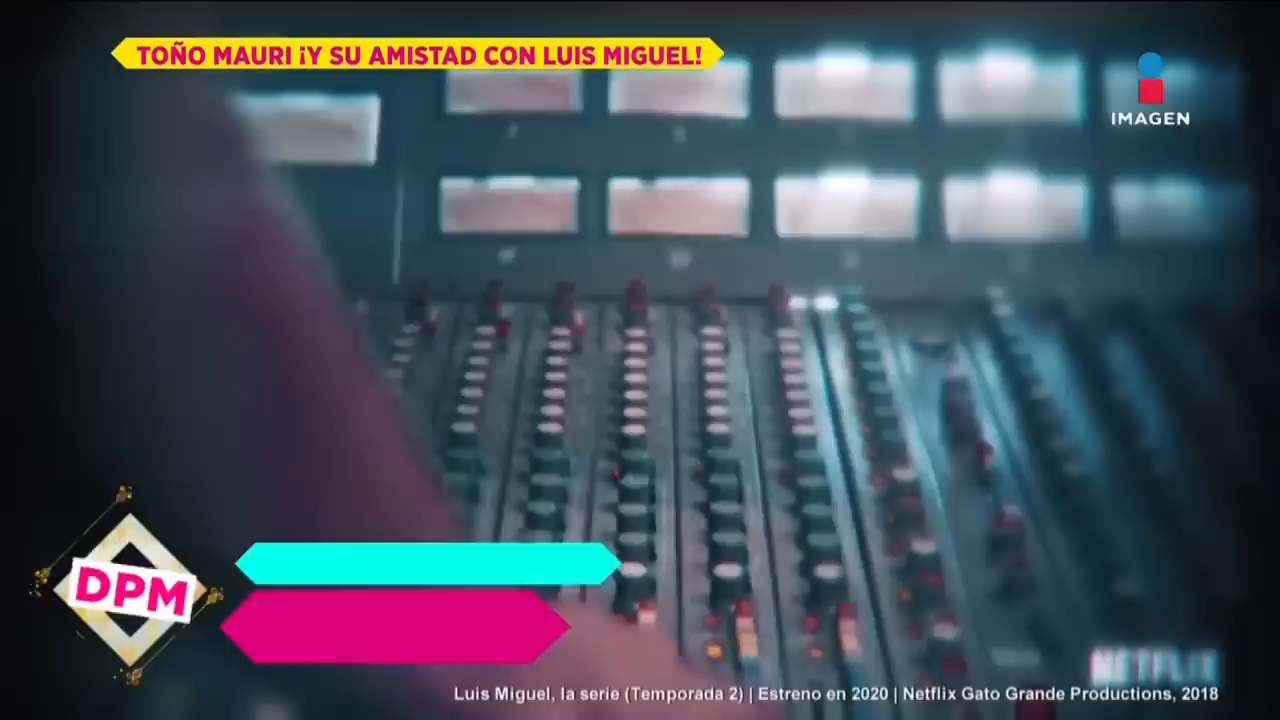 TOÑO MAURI ¡Y SU AMISTAD CON LUIS MIGUEL!
IMAGEN
DPM
NETFLIX
Luis Miguel, la serie (Temporada 2) | Estreno en 2020 | Netflix Gato Grande Productions, 2018